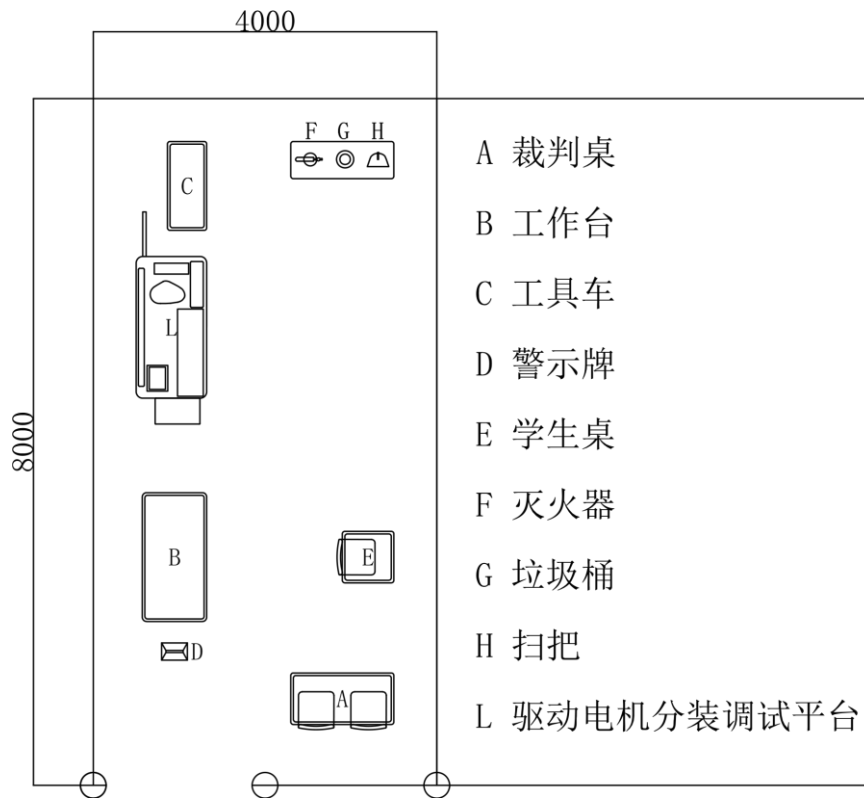 4000
8000
F G H
C
L
B
E
D
A
A 裁判桌
B 工作台
C 工具车
D 警示牌
E 学生桌
F 灭火器
G 垃圾桶
H 扫把
L 驱动电机分装调试平台